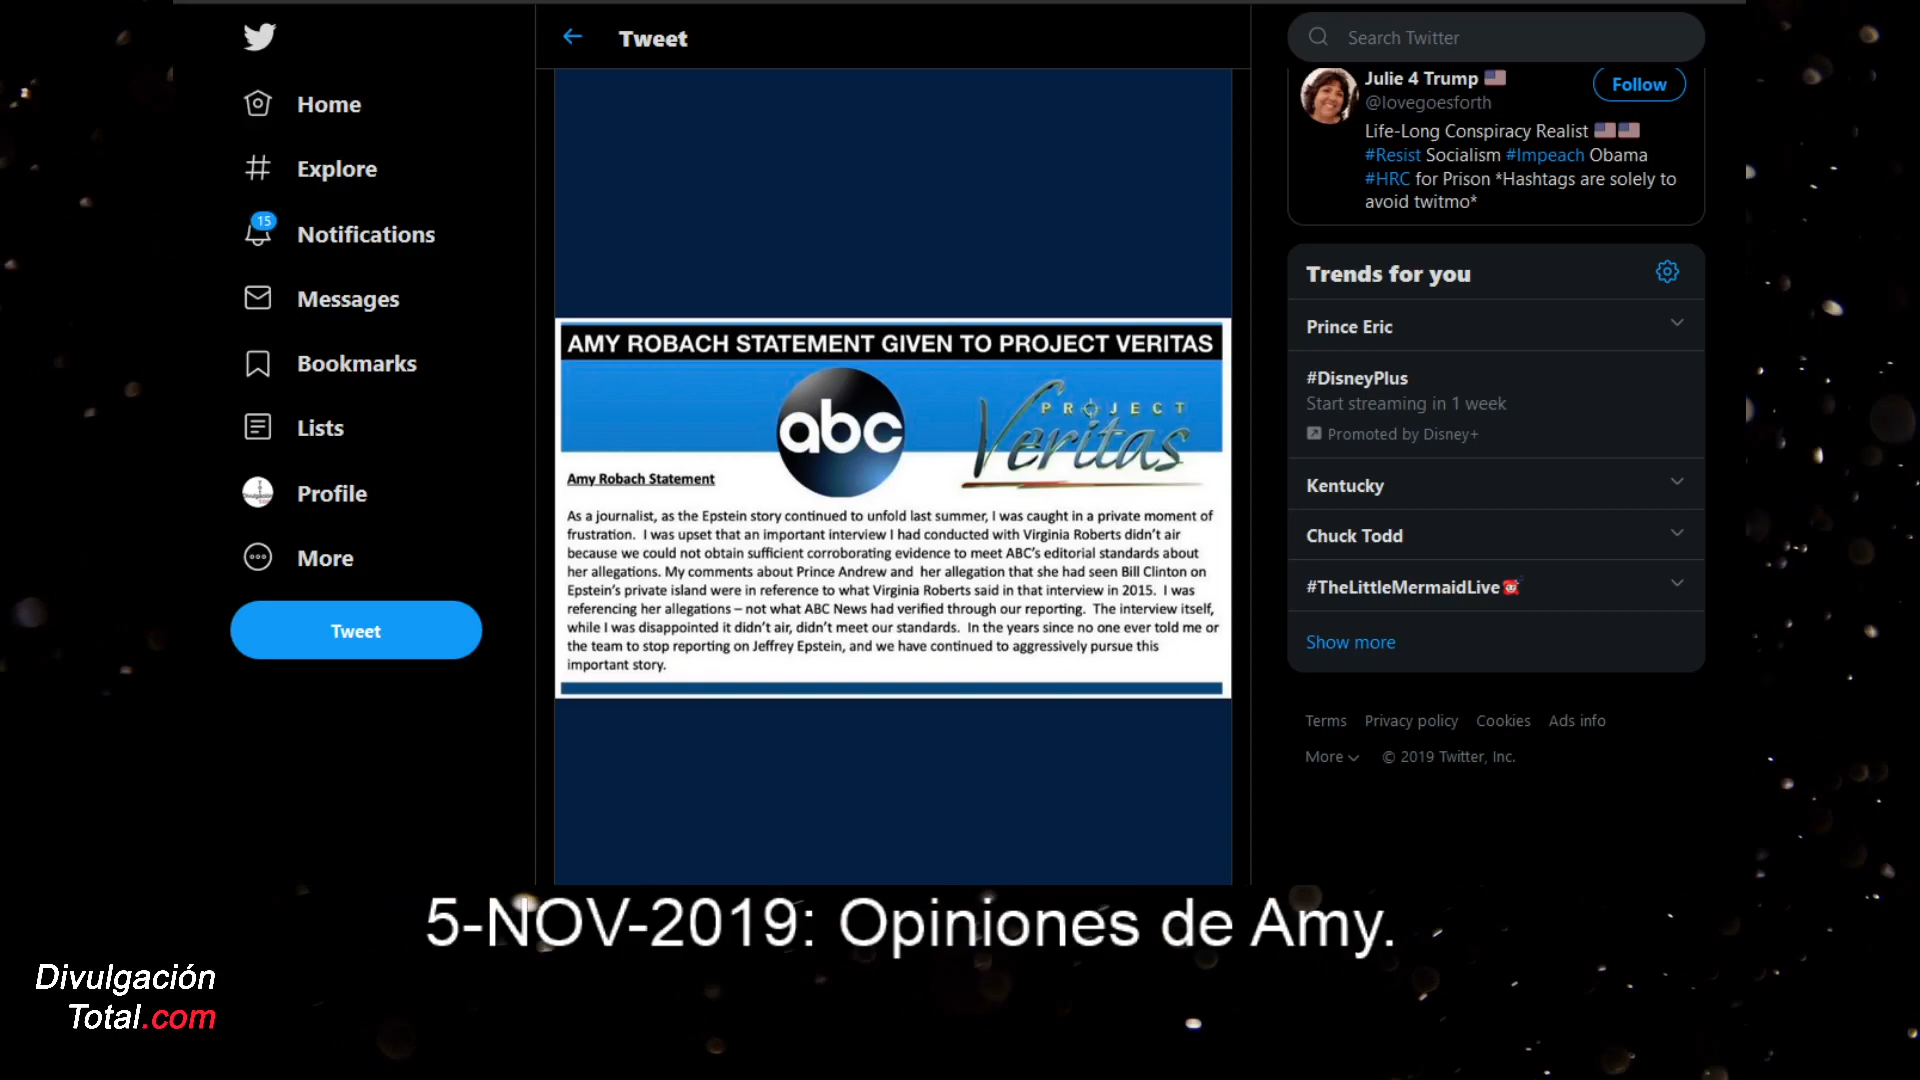 Home
Explore
15
Notifications
Messages
Bookmarks
Lists
Profile
More
Tweet
Tweet
AMY ROBACH STATEMENT GIVEN TO PROJECT VERITAS
abc
PROJECT
Veritas
Amy Robach Statement
As a journalist, as the Epstein story continued to unfold last summer, I was caught in a private moment of
frustration. I was upset that an important interview I had conducted with Virginia Roberts didn't air
because we could not obtain sufficient corroborating evidence to meet ABC's editorial standards about
her allegations. My comments about Prince Andrew and her allegation that she had seen Bill Clinton on
Epstein's private island were in reference to what Virginia Roberts said in that interview in 2015. I was
referencing her allegations – not what ABC News had verified through our reporting. The interview itself,
while I was disappointed it didn't air, didn't meet our standards. In the years since no one ever told me or
the team to stop reporting on Jeffrey Epstein, and we have continued to aggressively pursue this
important story.
Search Twitter
Julie 4 Trump
@lovegoesforth
Follow
Life-Long Conspiracy Realist
#Resist Socialism #Impeach Obama
#HRC for Prison *Hashtags are solely to
avoid twitmo*
Trends for you
Prince Eric
#DisneyPlus
Start streaming in 1 week
Promoted by Disney+
Kentucky
Chuck Todd
#TheLittleMermaidLive
Show more
Terms Privacy policy Cookies Ads info
More © 2019 Twitter, Inc.
5-NOV-2019: Opiniones de Amy.
Divulgación
Total.com